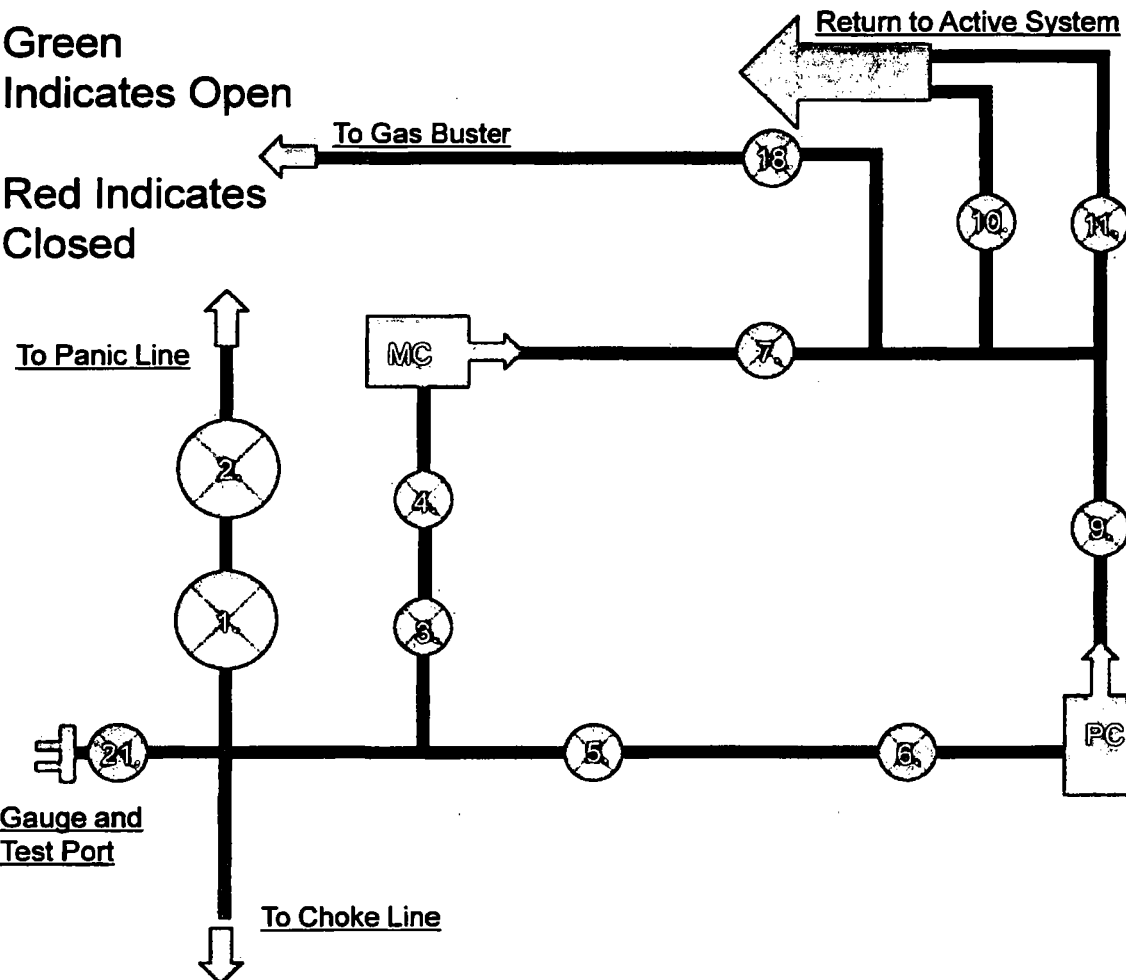 Green
Indicates Open
Return to Active System
To Gas Buster
18
Red Indicates
Closed
10.
11.
To Panic Line
MC
7.
2.
4.
9.
1.
3.
21.
5.
6.
PC
Gauge and
Test Port
To Choke Line